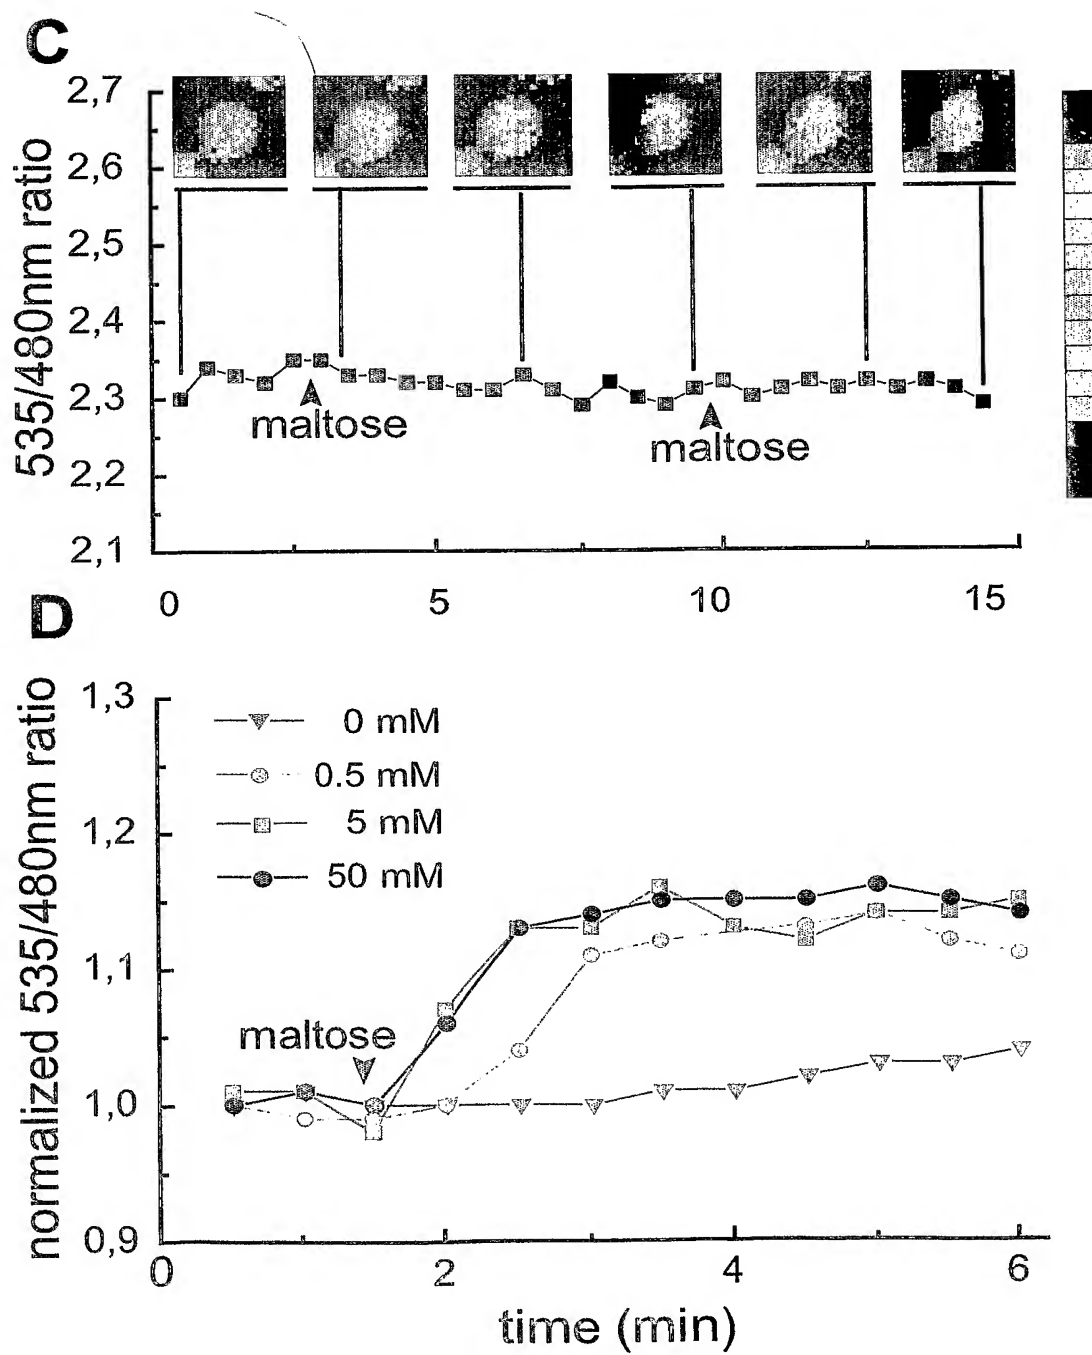 C
535/480nm ratio
2,7
2,6
2,5
2,4
2,3
2,2
2,1
maltose
maltose
0 5 10 15
D
normalized 535/480nm ratio
1,3
1,2
1,1
1,0
0,9
0 mM
0.5 mM
5 mM
50 mM
maltose
0 2 4 6
time (min)